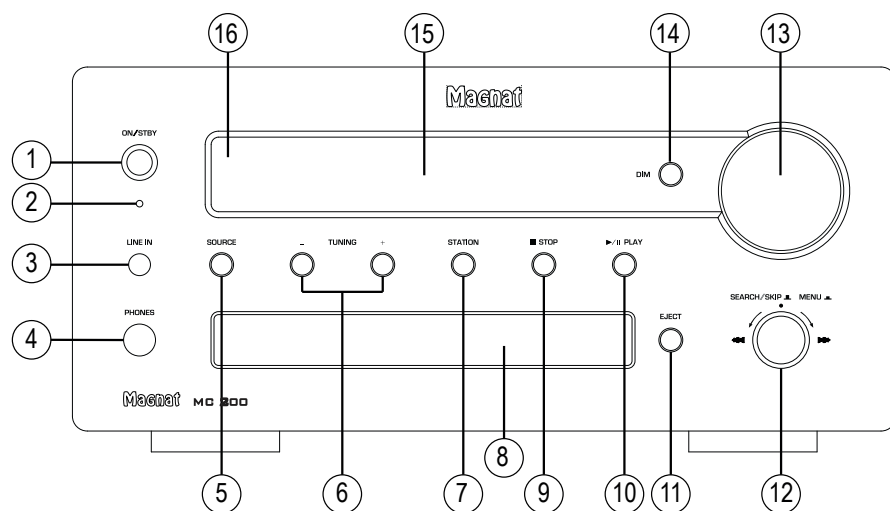 16 15 14 13
Magnat
ON/STBY
1
DIM
2
LINE IN SOURCE – TUNING + STATION ■ STOP ▶/II PLAY
3
SEARCH/SKIP MENU
PHONES EJECT
4
Magnat MC 200
5 6 7 8 9 10 11 12